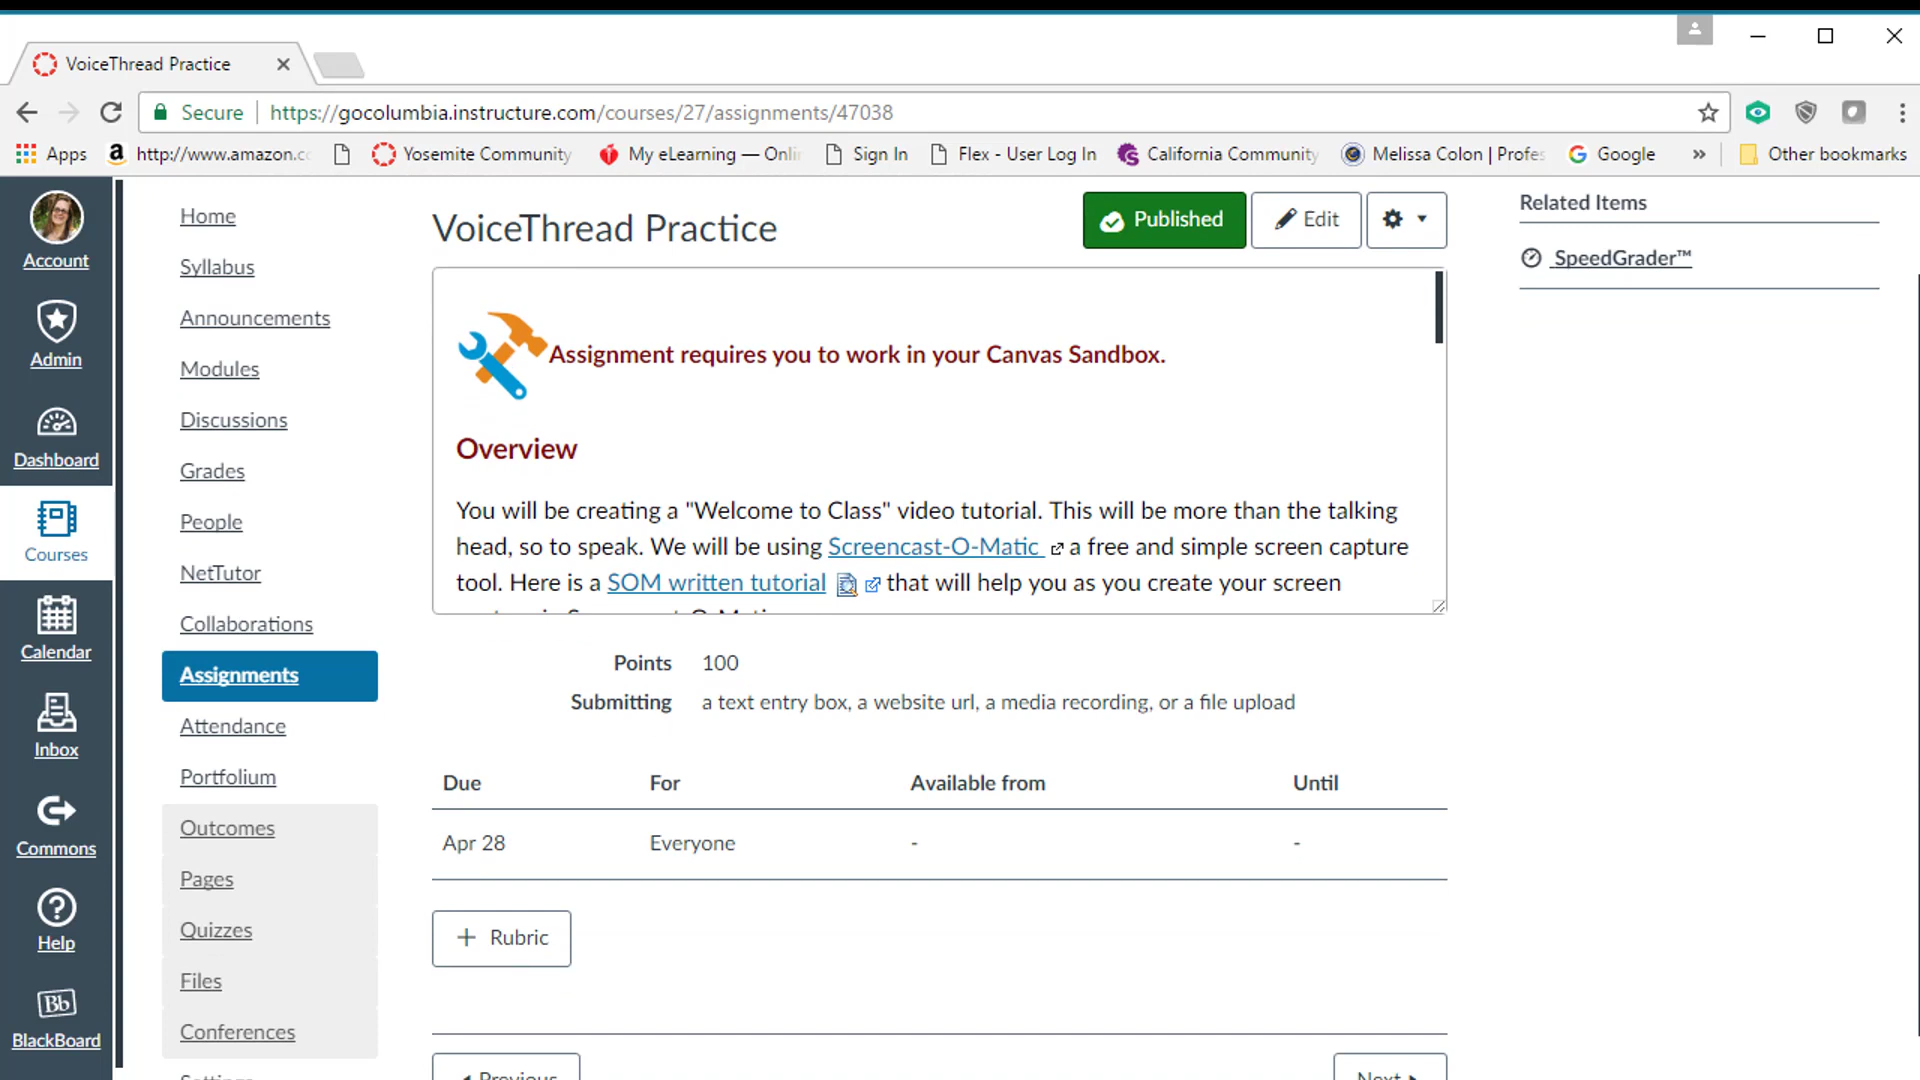 VoiceThread Practice
Secure https://gocolumbia.instructure.com/courses/27/assignments/47038
Apps
a http://www.amazon.c
Yosemite Community
My eLearning — Onli
Sign In
Flex - User Log In
California Community
Melissa Colon | Profes
G Google
»
Other bookmarks
Account
Admin
Dashboard
Courses
Calendar
Inbox
Commons
Help
Bb
BlackBoard
Home
Syllabus
Announcements
Modules
Discussions
Grades
People
NetTutor
Collaborations
Assignments
Attendance
Portfolium
Outcomes
Pages
Quizzes
Files
Conferences
VoiceThread Practice
Published
Edit
Assignment requires you to work in your Canvas Sandbox.
Overview
You will be creating a "Welcome to Class" video tutorial. This will be more than the talking
head, so to speak. We will be using Screencast-O-Matic a free and simple screen capture
tool. Here is a SOM written tutorial that will help you as you create your screen
Points 100
Submitting a text entry box, a website url, a media recording, or a file upload
Due For Available from Until
Apr 28 Everyone - -
+ Rubric
Previous
Next
Related Items
SpeedGrader™